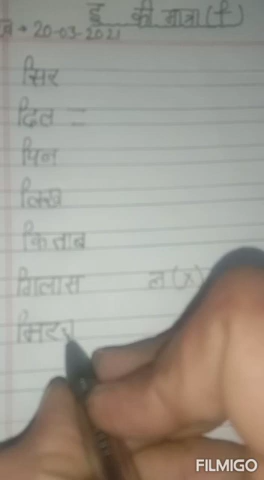 इ की मात्रा (ि)
20-03-2021
सिर
दिल =
पिन
लिख
किताब
गिलास ल (x)
FILMIGO